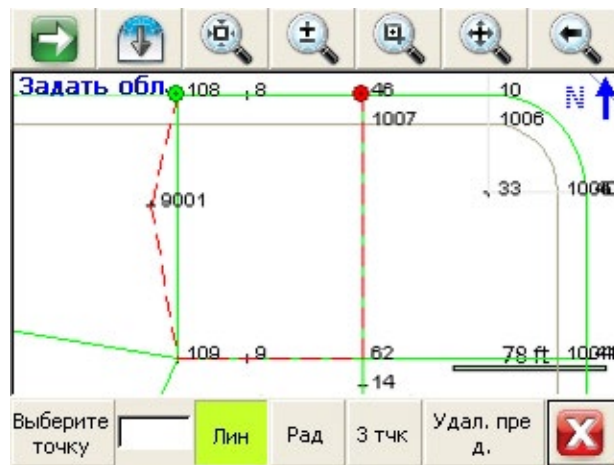 Задать обл.
108
8
46
10
N
1007
1006
9001
33
109
9
62
78 ft
14
Выберите точку
Лин
Рад
3 тчк
Удал. пре д.